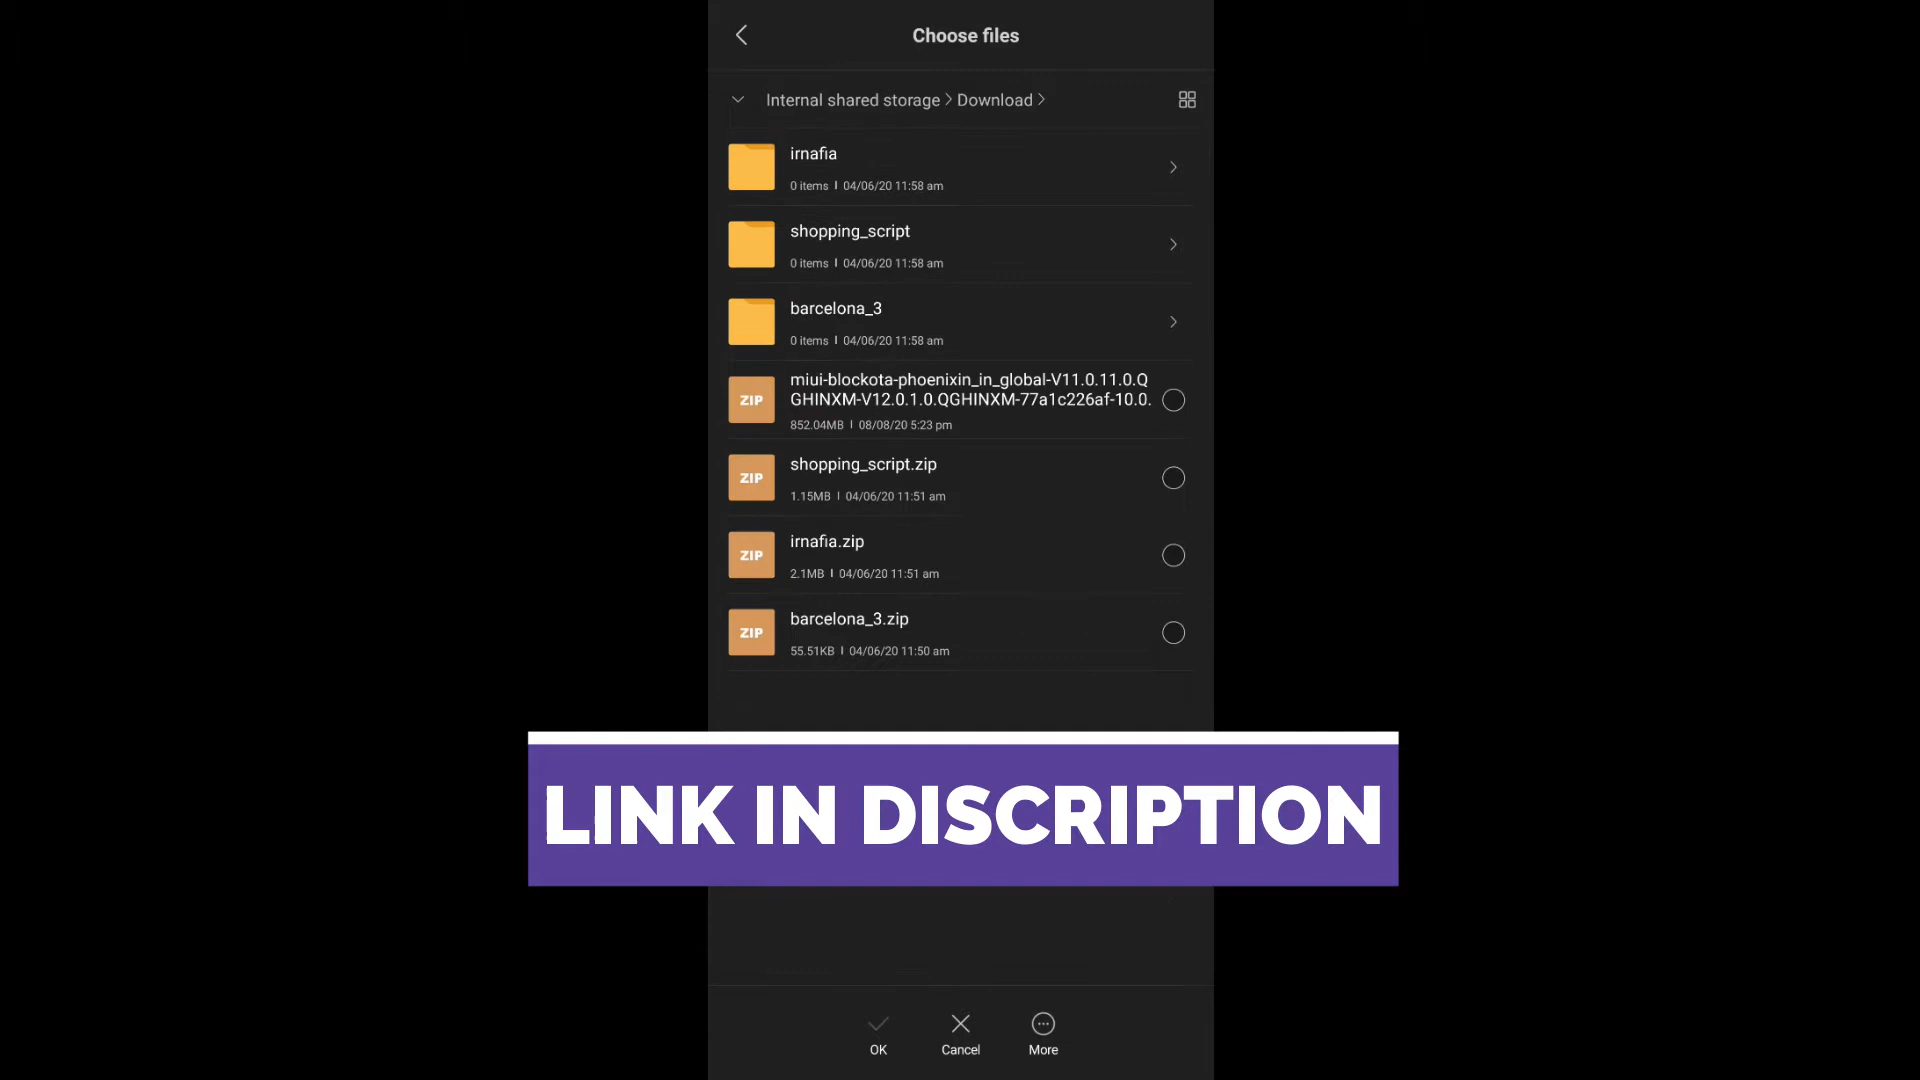 Choose files
Internal shared storage > Download >
irnafia
0 items | 04/06/20 11:58 am
shopping_script
0 items | 04/06/20 11:58 am
barcelona_3
0 items | 04/06/20 11:58 am
miui-blockota-phoenixin_in_global-V11.0.11.0.Q
GHINXM-V12.0.1.0.QGHINXM-77a1c226af-10.0.
852.04MB | 08/08/20 5:23 pm
ZIP
shopping_script.zip
1.15MB | 04/06/20 11:51 am
ZIP
irnafia.zip
2.1MB | 04/06/20 11:51 am
ZIP
barcelona_3.zip
55.51KB | 04/06/20 11:50 am
ZIP
LINK IN DISCRIPTION
OK Cancel More